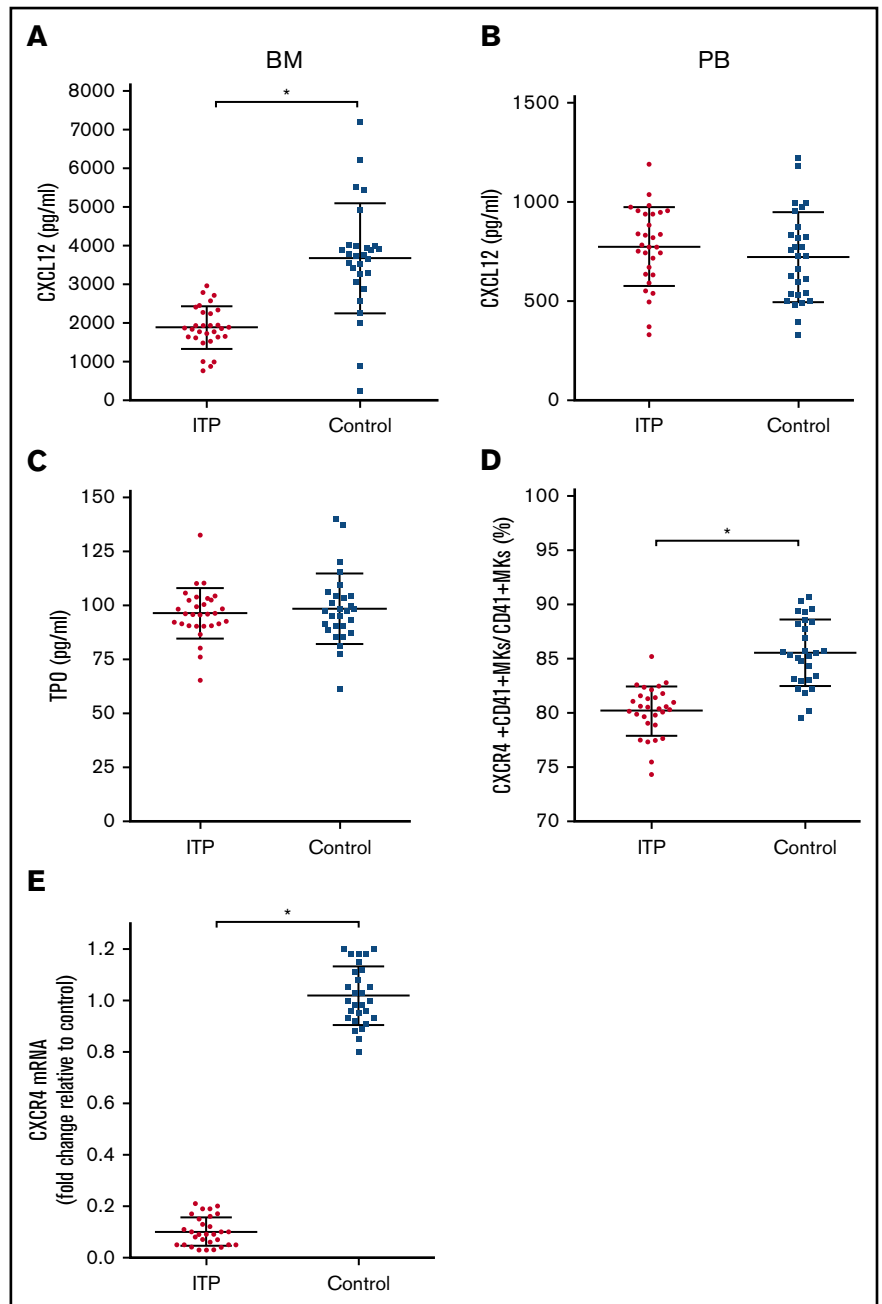 A
BM
CXCL12 (pg/ml)
8000
7000
6000
5000
4000
3000
2000
1000
0
*
ITP
Control
B
PB
CXCL12 (pg/ml)
1500
1000
500
0
ITP
Control
C
TPO (pg/ml)
150
125
100
75
50
25
0
ITP
Control
D
CXCR4 +CD41+MKs/CD41+MKs (%)
100
95
90
85
80
75
70
*
ITP
Control
E
CXCR4 mRNA
(fold change relative to control)
1.2
1.0
0.8
0.6
0.4
0.2
0.0
*
ITP
Control